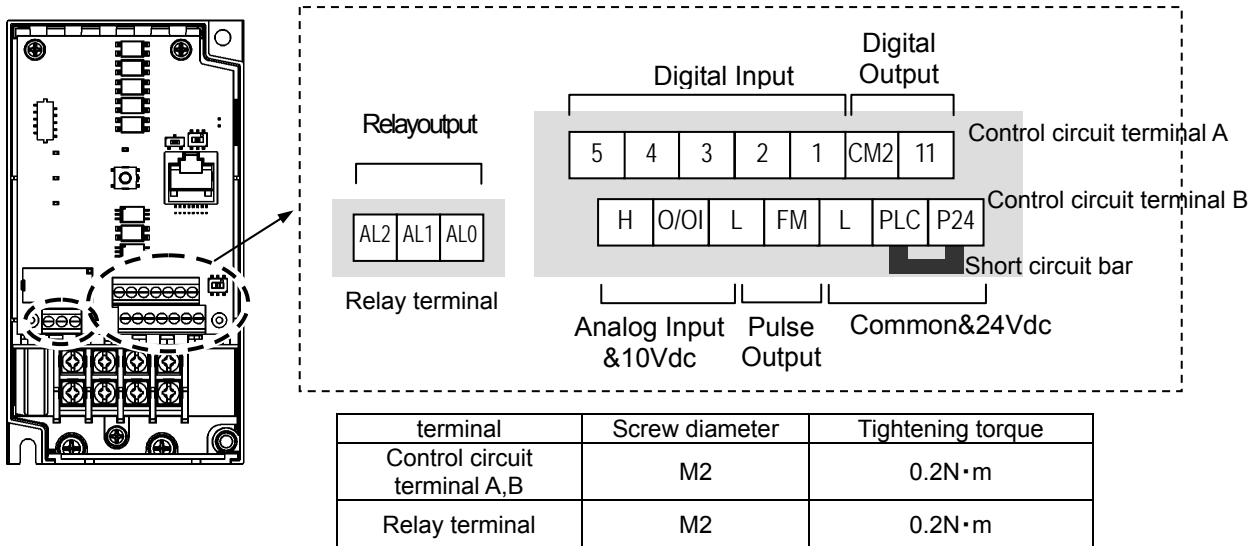 Digital Input
Digital
Output
Relayoutput
5 4 3 2 1 CM2 11
Control circuit terminal A
AL2 AL1 AL0
H O/OI L FM L PLC P24
Control circuit terminal B
Short circuit bar
Relay terminal
Analog Input
&10Vdc
Pulse
Output
Common&24Vdc
terminal Screw diameter Tightening torque
Control circuit
terminal A,B
M2 0.2N・m
Relay terminal M2 0.2N・m